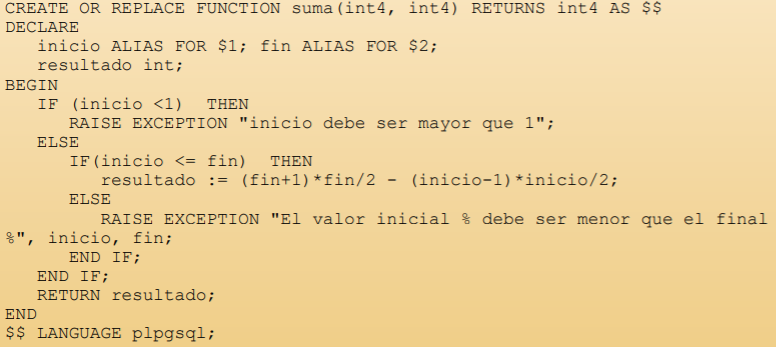 CREATE OR REPLACE FUNCTION suma(int4, int4) RETURNS int4 AS $$
DECLARE
   inicio ALIAS FOR $1; fin ALIAS FOR $2;
   resultado int;
BEGIN
   IF (inicio <1)  THEN
      RAISE EXCEPTION "inicio debe ser mayor que 1";
   ELSE
      IF(inicio <= fin)  THEN
         resultado := (fin+1)*fin/2 - (inicio-1)*inicio/2;
      ELSE
         RAISE EXCEPTION "El valor inicial % debe ser menor que el final
%", inicio, fin;
      END IF;
   END IF;
   RETURN resultado;
END
$$ LANGUAGE plpgsql;